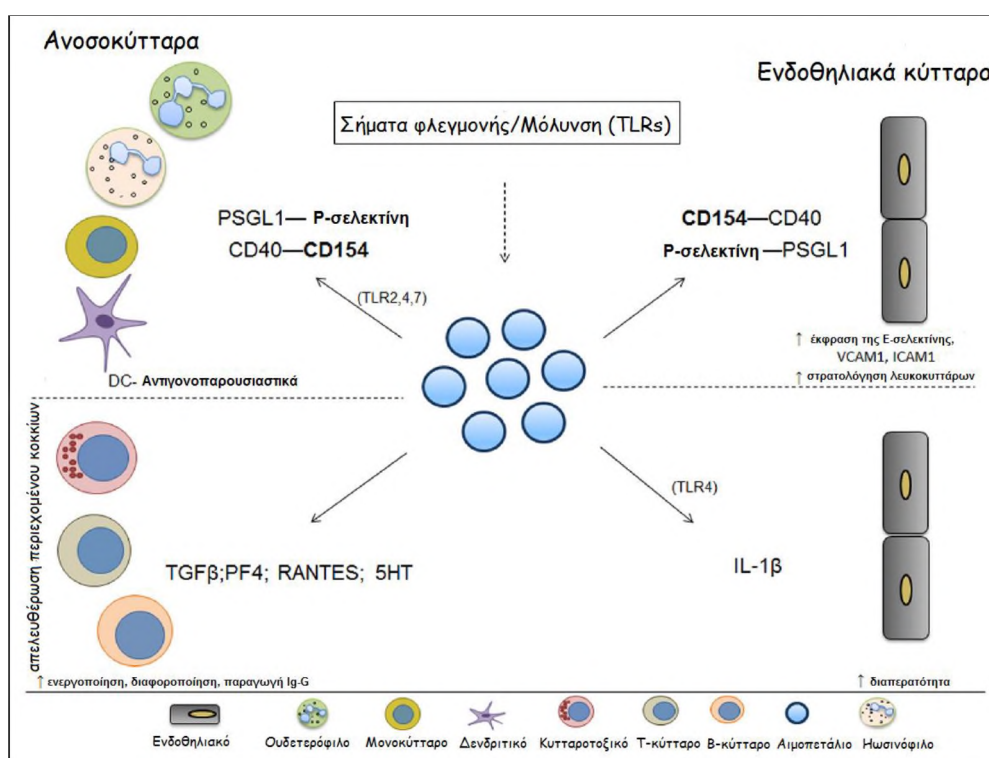 Ανοσοκύτταρα
Ενδοθηλιακά κύτταρα
Σήματα φλεγμονής/Μόλυνση (TLRs)
PSGL1— P-σελεκτίνη
CD40—CD154
CD154—CD40
P-σελεκτίνη —PSGL1
(TLR2,4,7)
↑ έκφραση της Ε-σελεκτίνης,
VCAM1, ICAM1
↑ στρατολόγηση λευκοκυττάρων
DC- Αντιγονοπαρουσιαστικά
απελευθέρωση περιεχομένου κοκκίων
(TLR4)
TGFβ;PF4; RANTES; 5HT
IL-1β
↑ ενεργοποίηση, διαφοροποίηση, παραγωγή Ig-G
↑ διαπερατότητα
Ενδοθηλιακό
Ουδετερόφιλο
Μονοκύτταρο
Δενδριτικό
Κυτταροτοξικό
Τ-κύτταρο
Β-κύτταρο
Αιμοπετάλιο
Ηωσινόφιλο